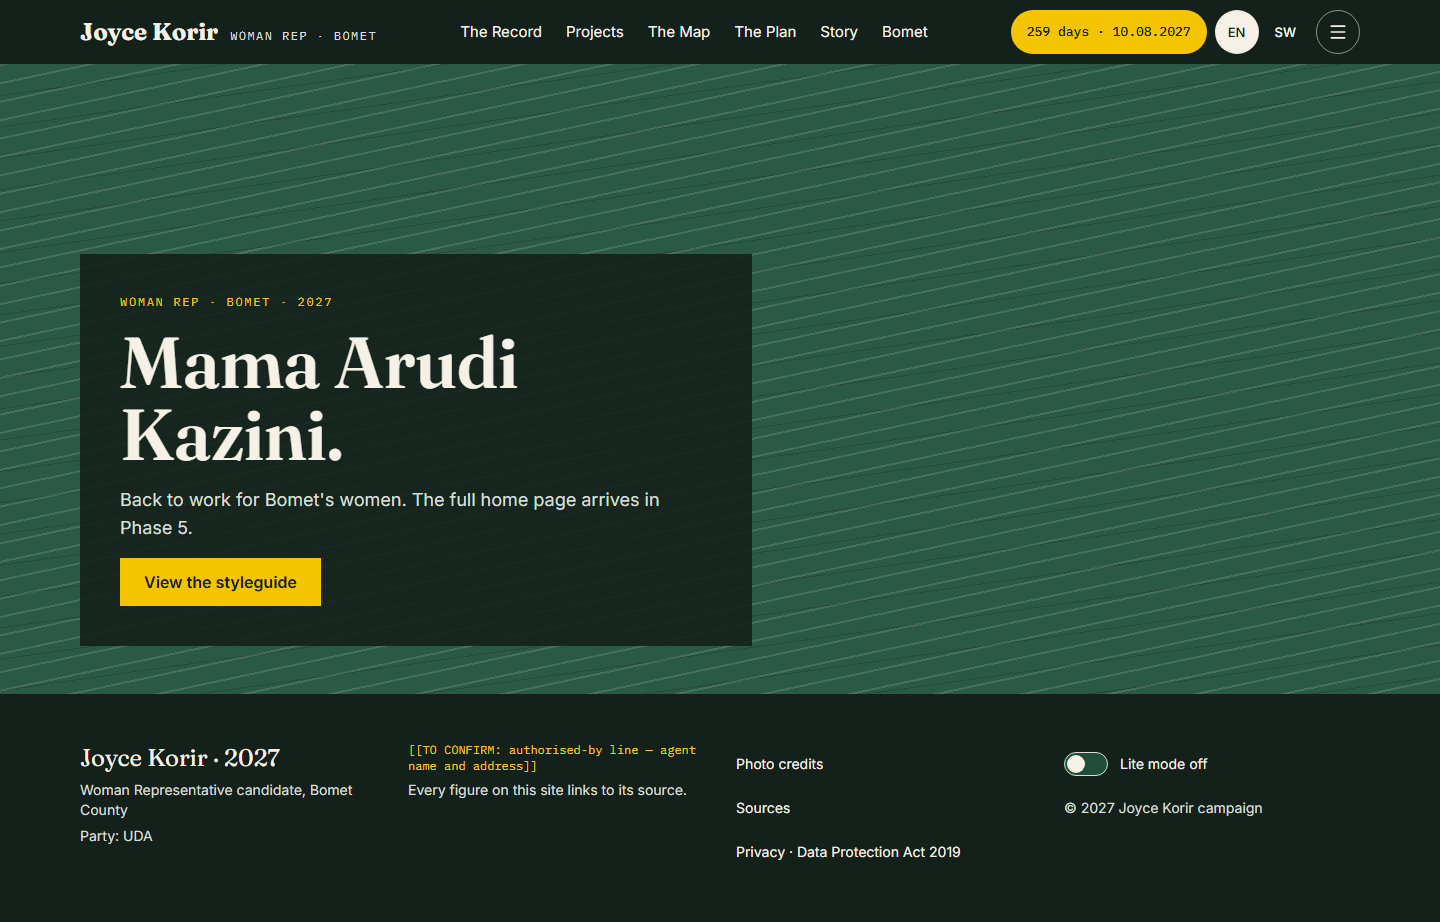 Joyce Korir WOMAN REP · BOMET
The Record Projects The Map The Plan Story Bomet
259 days · 10.08.2027 EN SW
WOMAN REP · BOMET · 2027
Mama Arudi
Kazini.
Back to work for Bomet's women. The full home page arrives in
Phase 5.
View the styleguide
Joyce Korir · 2027
Woman Representative candidate, Bomet
County
Party: UDA
[[TO CONFIRM: authorised-by line — agent
name and address]]
Every figure on this site links to its source.
Photo credits
Sources
Privacy · Data Protection Act 2019
Lite mode off
© 2027 Joyce Korir campaign